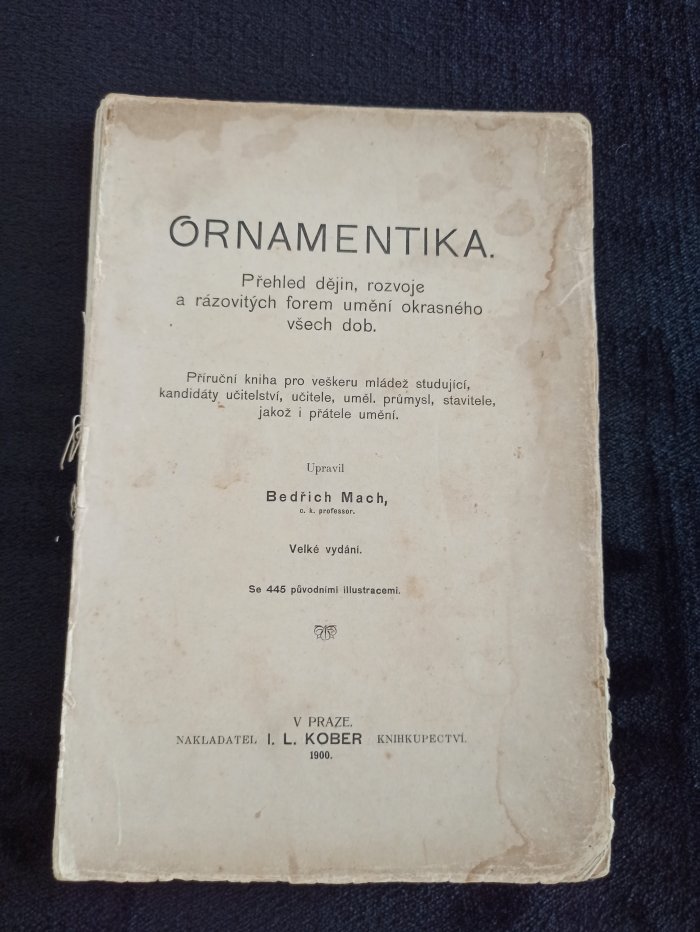 ORNAMENTIKA.
Přehled dějin, rozvoje
a rázovitých forem umění okrasného
všech dob.
Příruční kniha pro veškeru mládež studující,
kandidáty učitelství, učitele, uměl. průmysl, stavitele,
jakož i přátele umění.
Upravil
Bedřich Mach,
c. k. professor.
Velké vydání.
Se 445 původními illustracemi.
V PRAZE.
NAKLADATEL I. L. KOBER KNIHKUPECTVÍ.
1900.